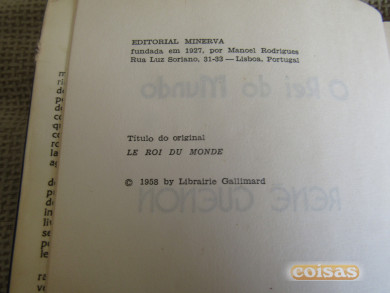 EDITORIAL MINERVA
fundada em 1927, por Manoel Rodrigues
Rua Luz Soriano, 31-33 — Lisboa, Portugal
O Rei do Mundo
Título do original
LE ROI DU MONDE
© 1958 by Librairie Gallimard
RENÉ GUÉNON
coisas